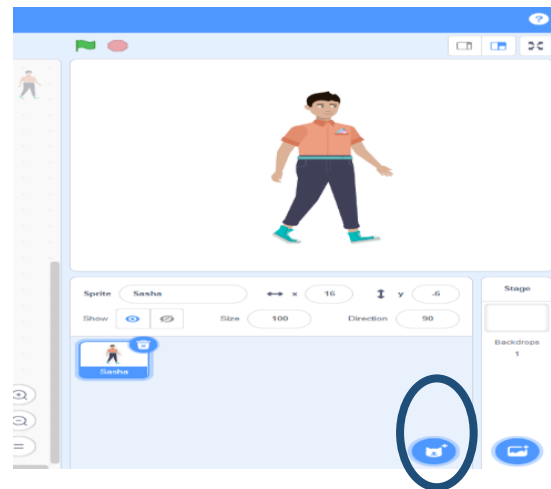 ?
Sprite Sasha ↔ x 16 ↕ y -6
Show Size 100 Direction 90
Sasha
Stage
Backdrops
1
=